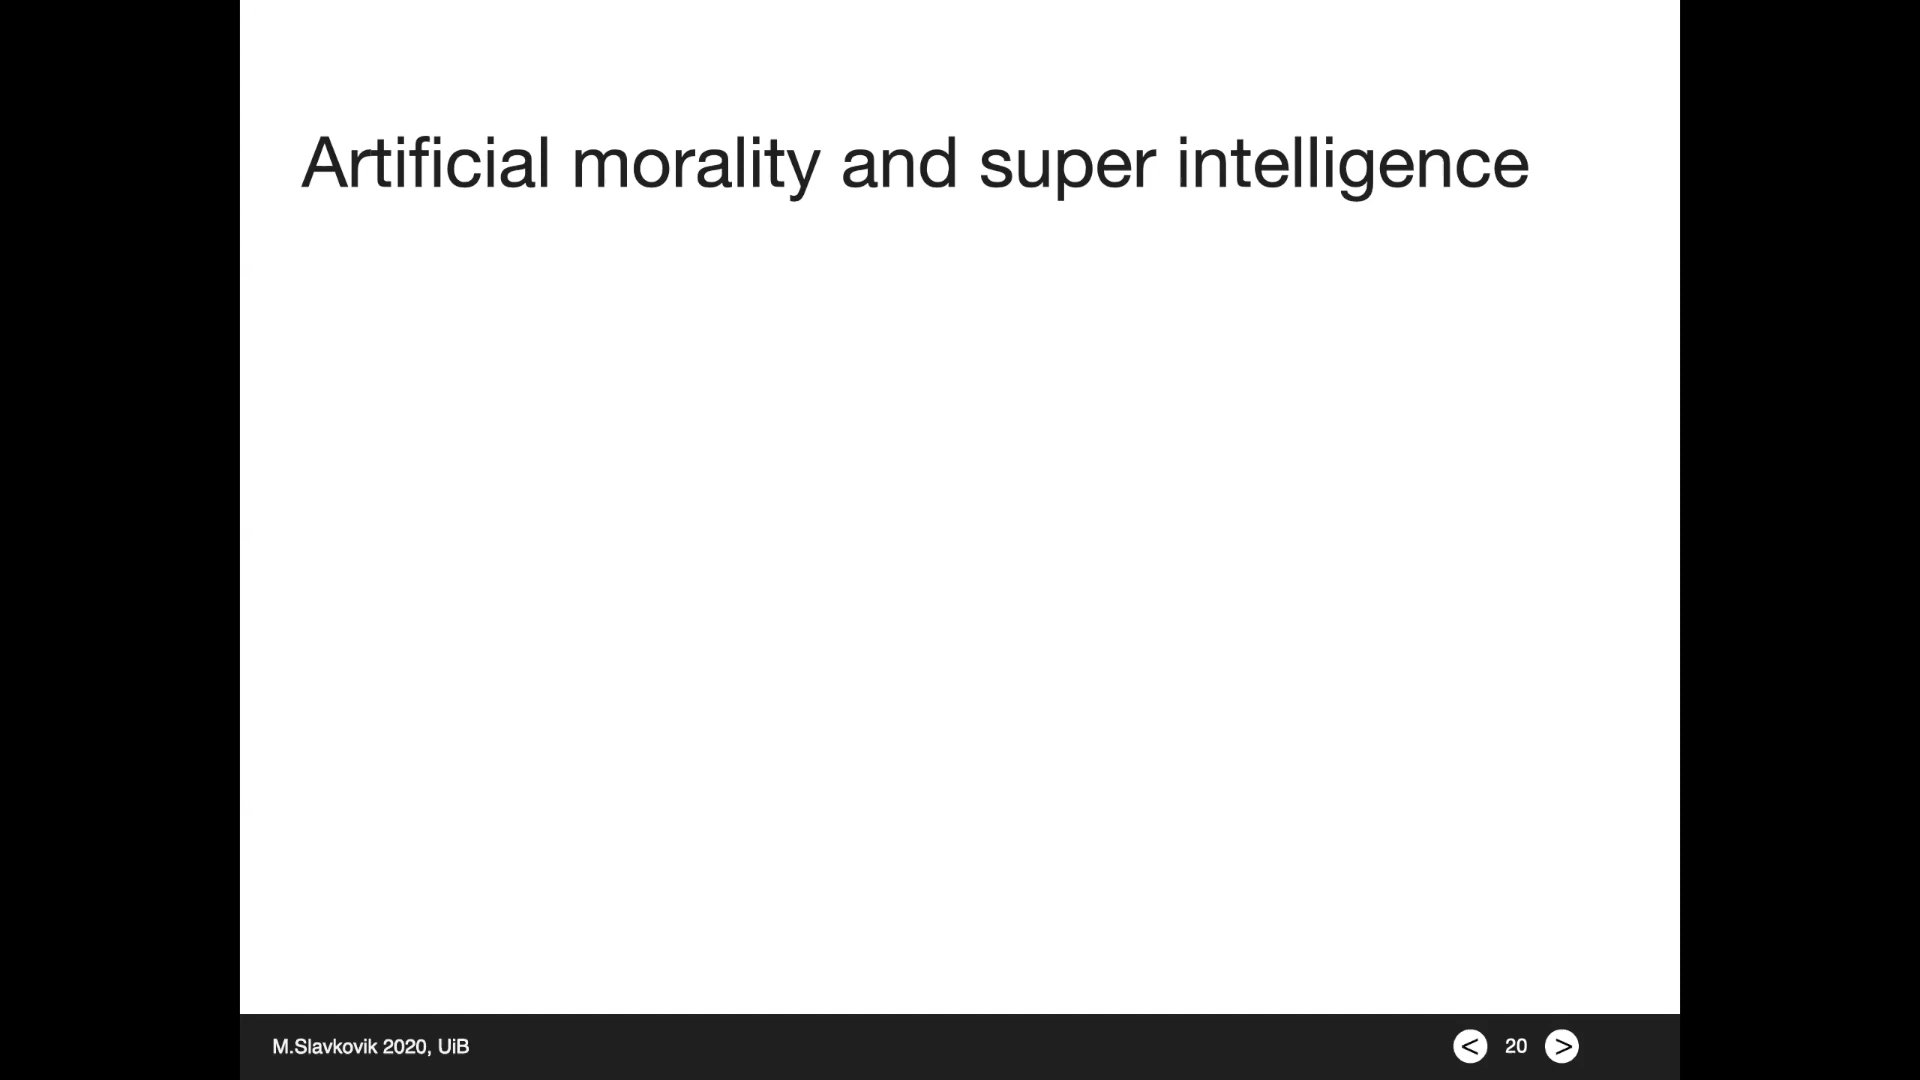 Artificial morality and super intelligence
M.Slavkovik 2020, UiB
< 20 >